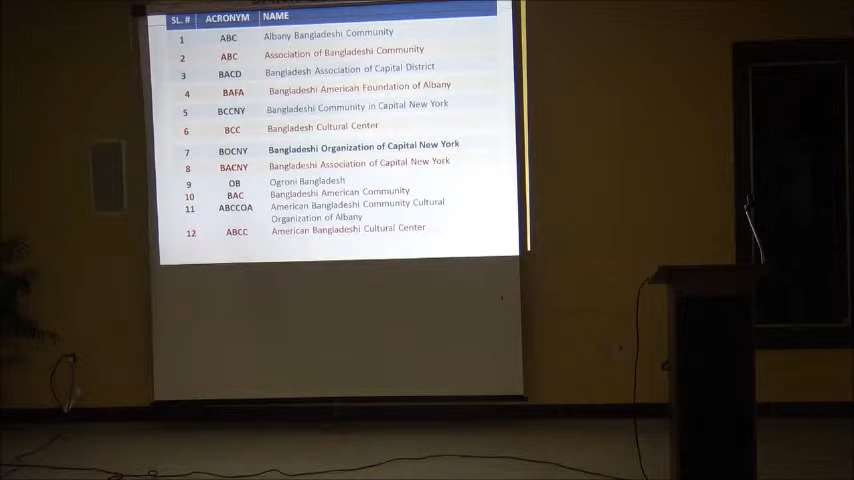 SL. # ACRONYM NAME
1 ABC Albany Bangladeshi Community
2 ABC Association of Bangladeshi Community
3 BACD Bangladesh Association of Capital District
4 BAFA Bangladeshi American Foundation of Albany
5 BCCNY Bangladeshi Community in Capital New York
6 BCC Bangladesh Cultural Center
7 BOCNY Bangladeshi Organization of Capital New York
8 BACNY Bangladeshi Association of Capital New York
9 OB Ogroni Bangladesh
10 BAC Bangladeshi American Community
11 ABCCOA American Bangladeshi Community Cultural
Organization of Albany
12 ABCC American Bangladeshi Cultural Center